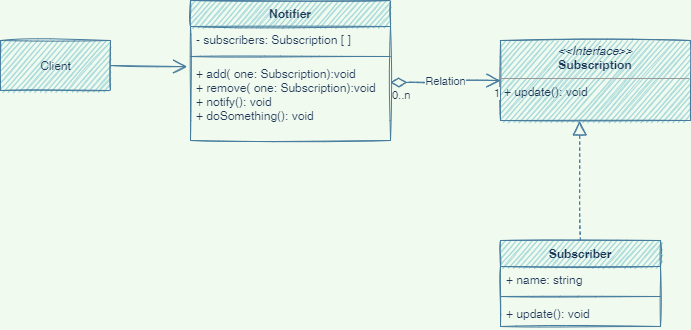 Client
Notifier
- subscribers: Subscription [ ]
+ add( one: Subscription):void
+ remove( one: Subscription):void
+ notify(): void
+ doSomething(): void
Relation
0..n
1
<<Interface>>
Subscription
+ update(): void
Subscriber
+ name: string
+ update(): void